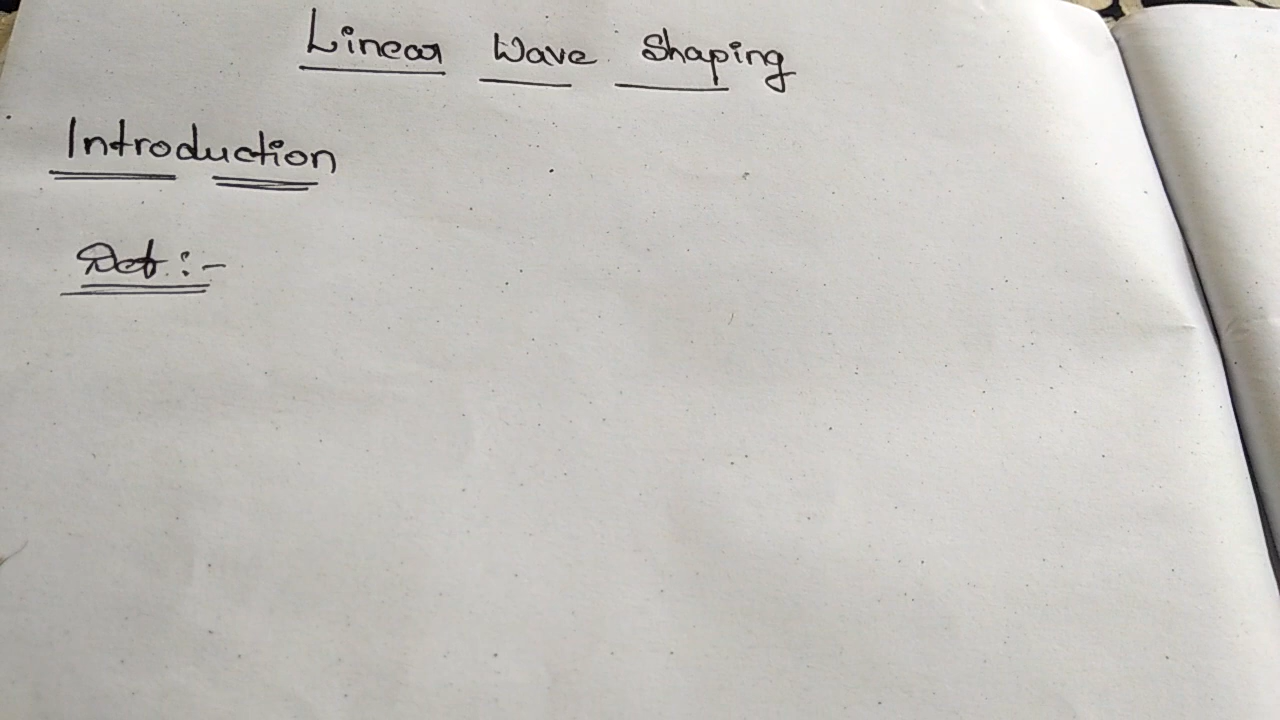 Linear Wave Shaping
Introduction
Def :-